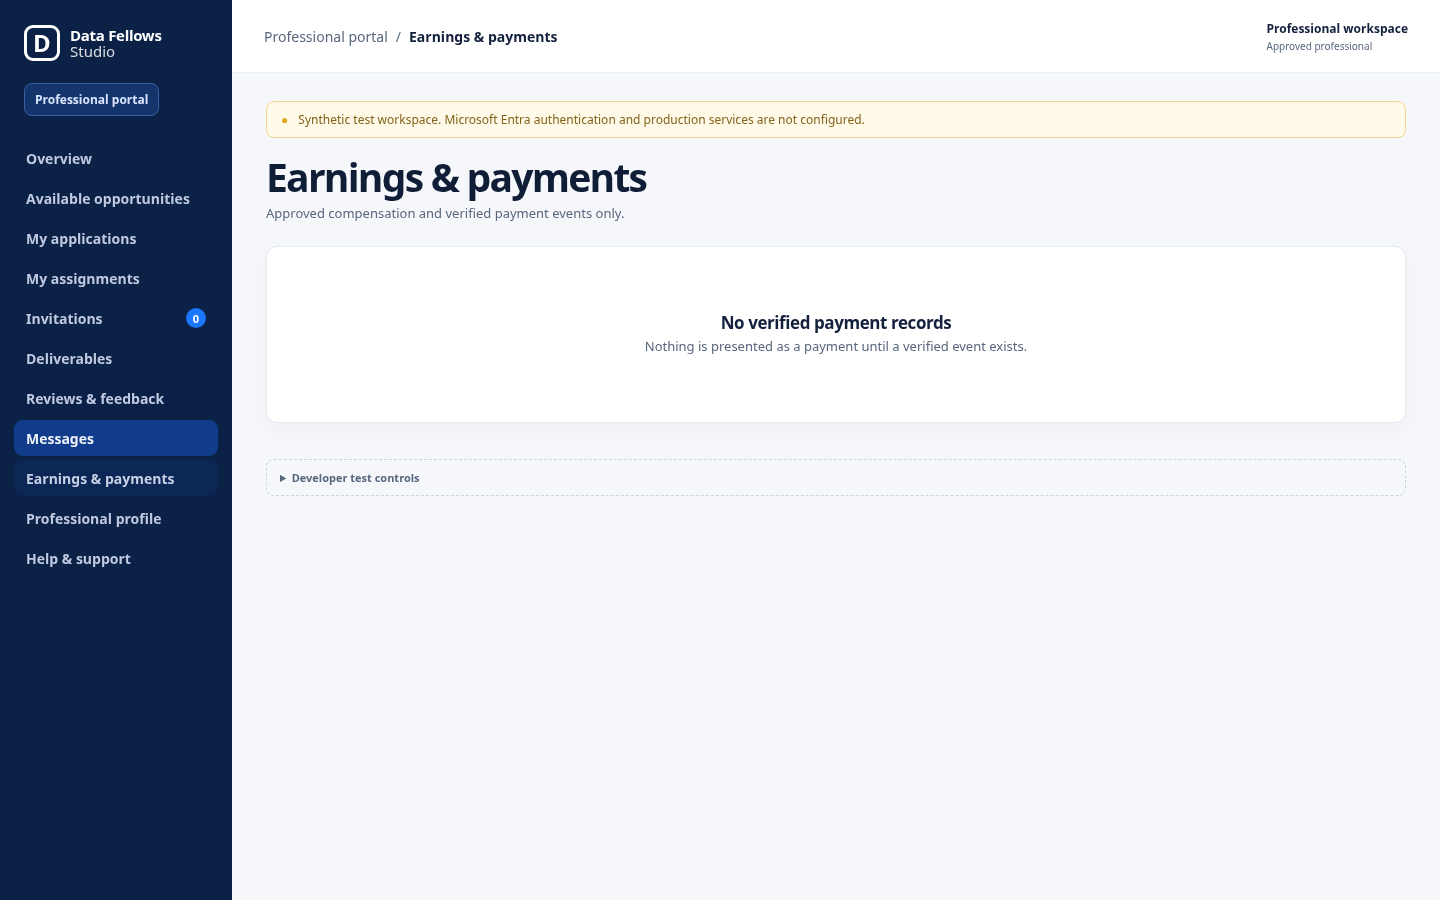 D
Data Fellows
Studio
Professional portal
Overview
Available opportunities
My applications
My assignments
Invitations 0
Deliverables
Reviews & feedback
Messages
Earnings & payments
Professional profile
Help & support
Professional portal / Earnings & payments
Professional workspace
Approved professional
Synthetic test workspace. Microsoft Entra authentication and production services are not configured.
Earnings & payments
Approved compensation and verified payment events only.
No verified payment records
Nothing is presented as a payment until a verified event exists.
Developer test controls